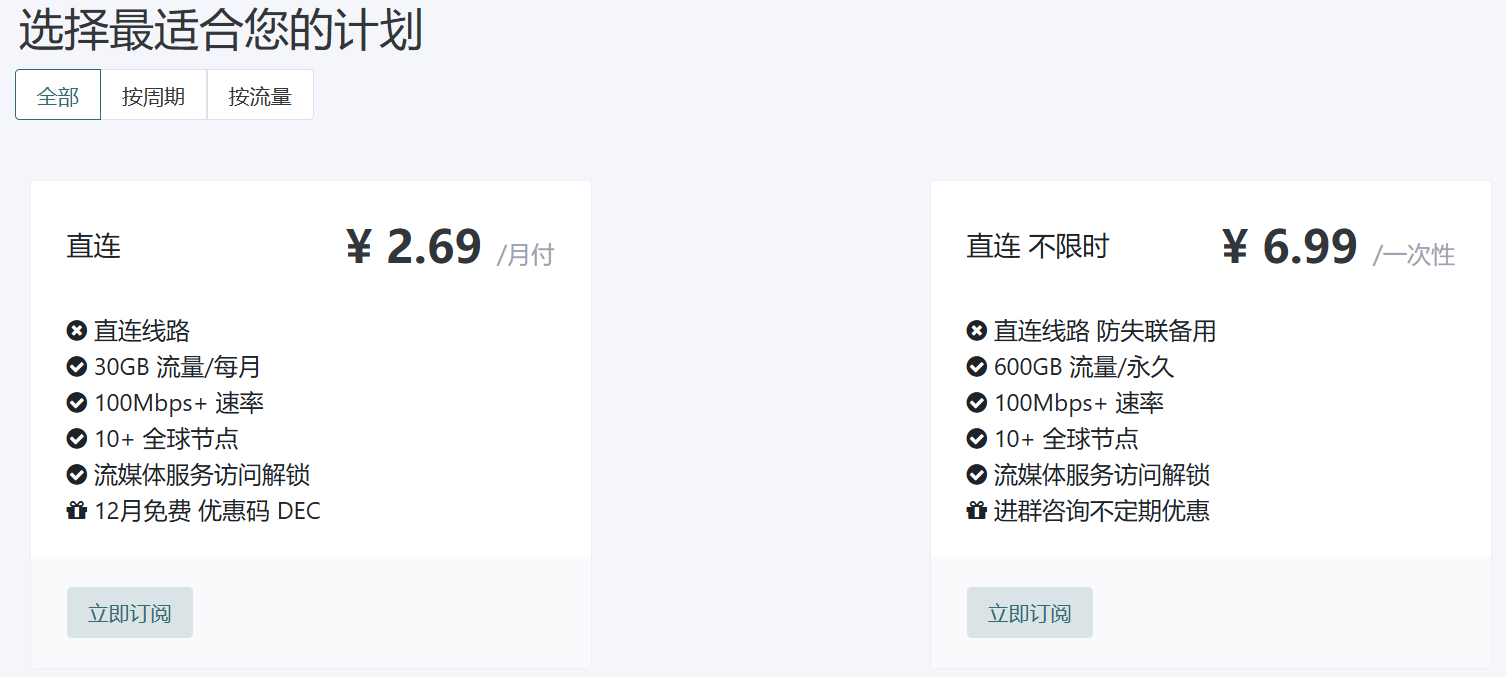 选择最适合您的计划
全部 按周期 按流量
直连 ¥ 2.69 /月付
直连线路
30GB 流量/每月
100Mbps+ 速率
10+ 全球节点
流媒体服务访问解锁
12月免费 优惠码 DEC
立即订阅
直连 不限时 ¥ 6.99 /一次性
直连线路 防失联备用
600GB 流量/永久
100Mbps+ 速率
10+ 全球节点
流媒体服务访问解锁
进群咨询不定期优惠
立即订阅